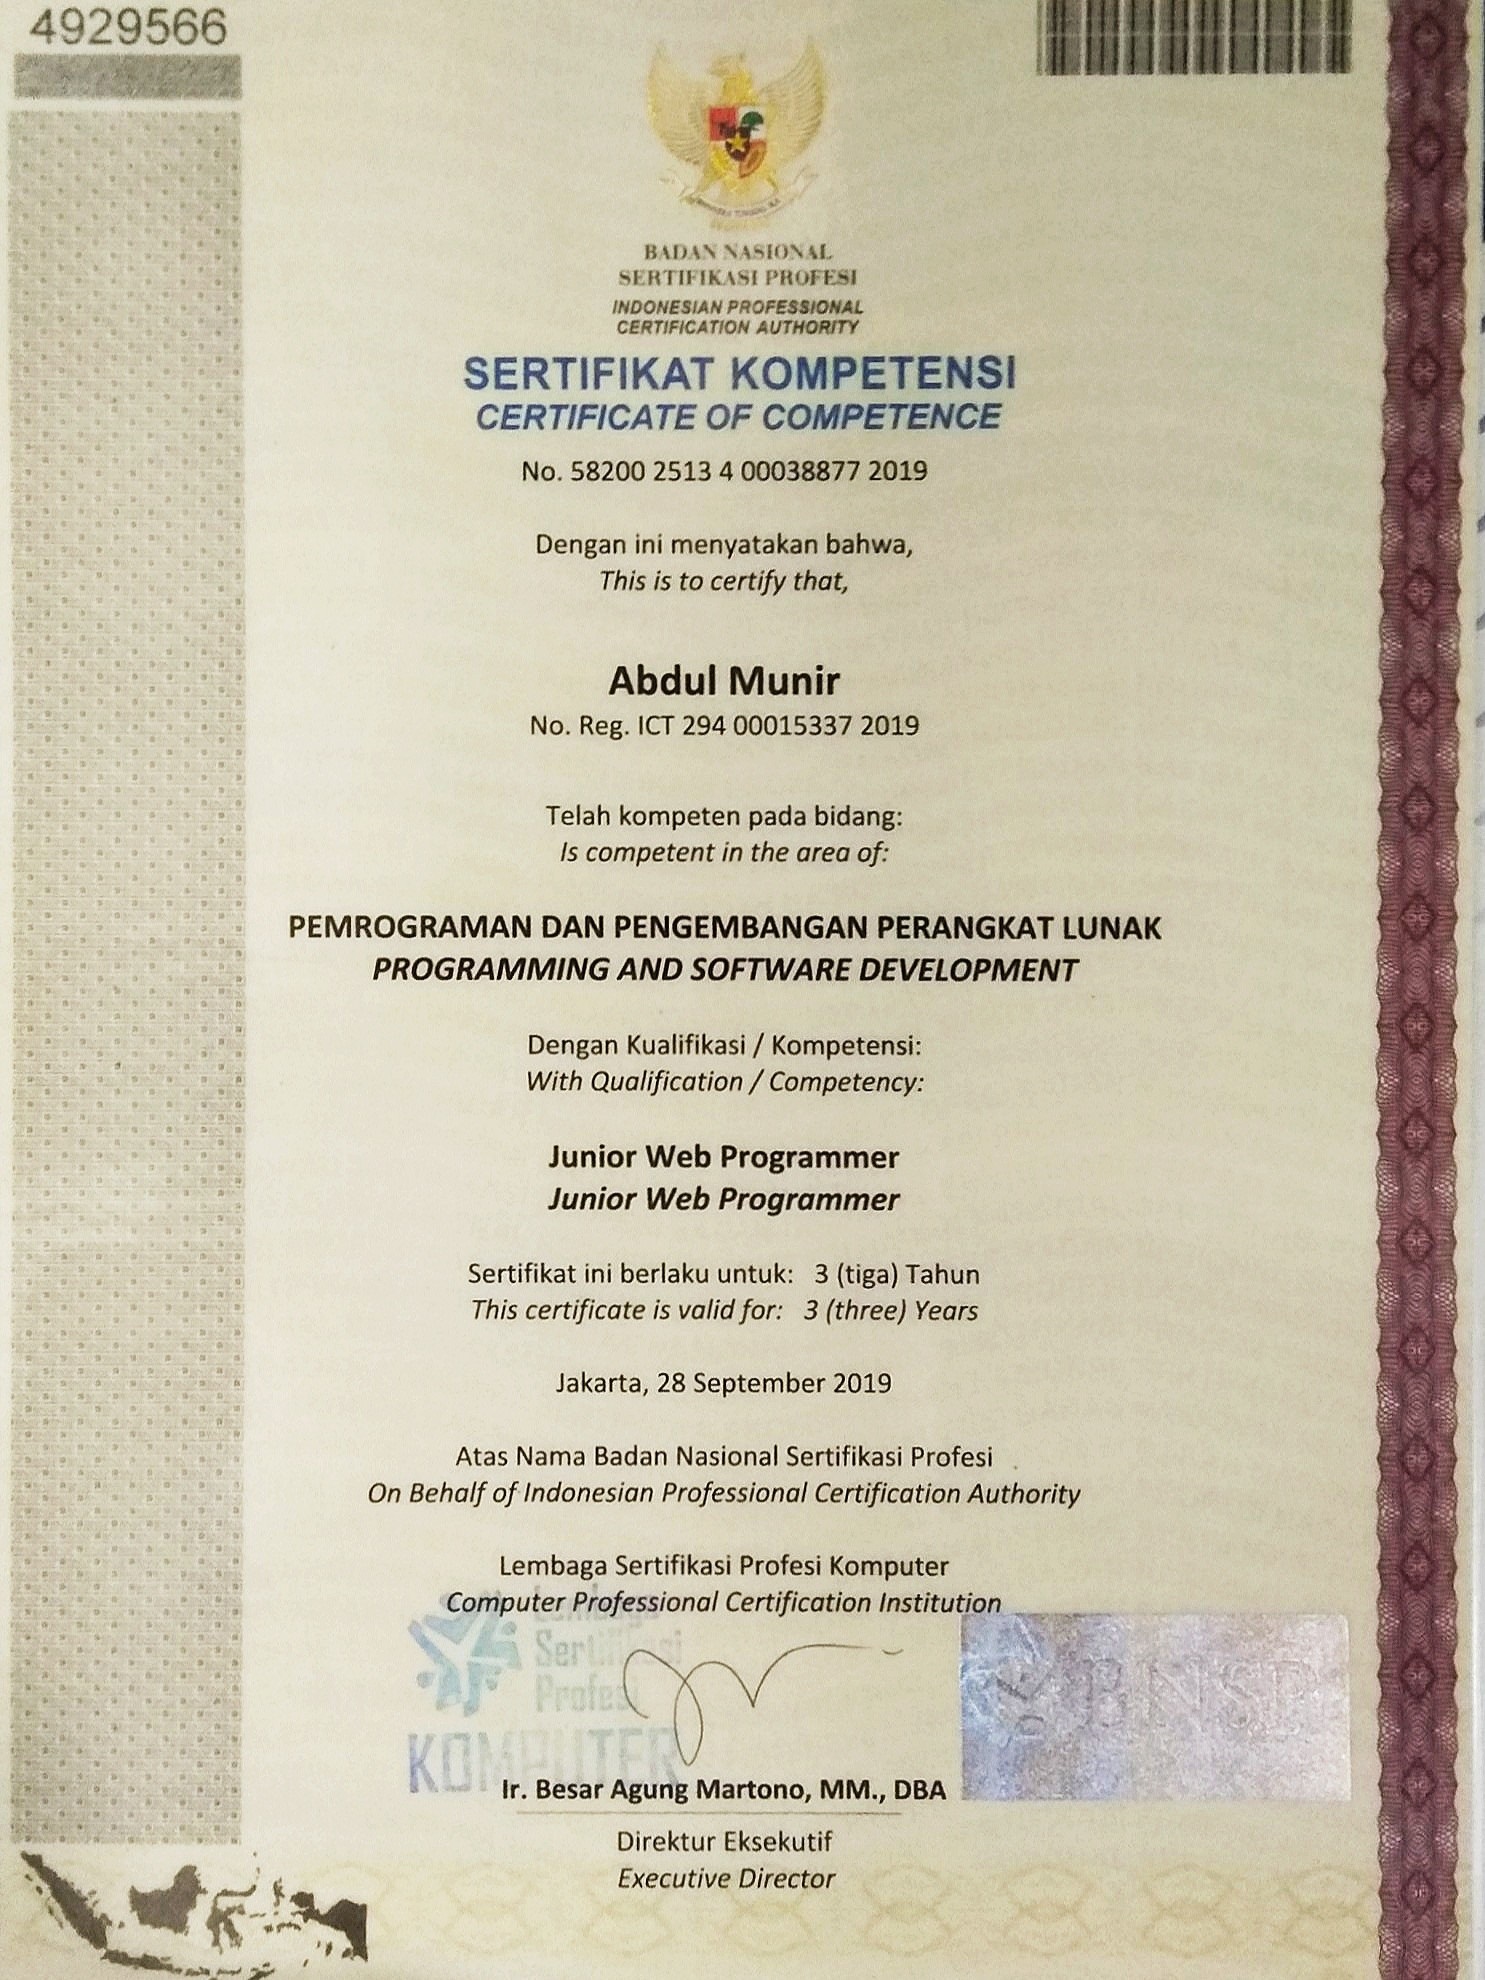 4929566
BADAN NASIONAL
SERTIFIKASI PROFESI
INDONESIAN PROFESSIONAL
CERTIFICATION AUTHORITY
SERTIFIKAT KOMPETENSI
CERTIFICATE OF COMPETENCE
No. 58200 2513 4 00038877 2019
Dengan ini menyatakan bahwa,
This is to certify that,
Abdul Munir
No. Reg. ICT 294 00015337 2019
Telah kompeten pada bidang:
Is competent in the area of:
PEMROGRAMAN DAN PENGEMBANGAN PERANGKAT LUNAK
PROGRAMMING AND SOFTWARE DEVELOPMENT
Dengan Kualifikasi / Kompetensi:
With Qualification / Competency:
Junior Web Programmer
Junior Web Programmer
Sertifikat ini berlaku untuk: 3 (tiga) Tahun
This certificate is valid for: 3 (three) Years
Jakarta, 28 September 2019
Atas Nama Badan Nasional Sertifikasi Profesi
On Behalf of Indonesian Professional Certification Authority
Lembaga Sertifikasi Profesi Komputer
Computer Professional Certification Institution
Lembaga
Sertifikasi
Profesi
KOMPUTER
BNSP
Ir. Besar Agung Martono, MM., DBA
Direktur Eksekutif
Executive Director